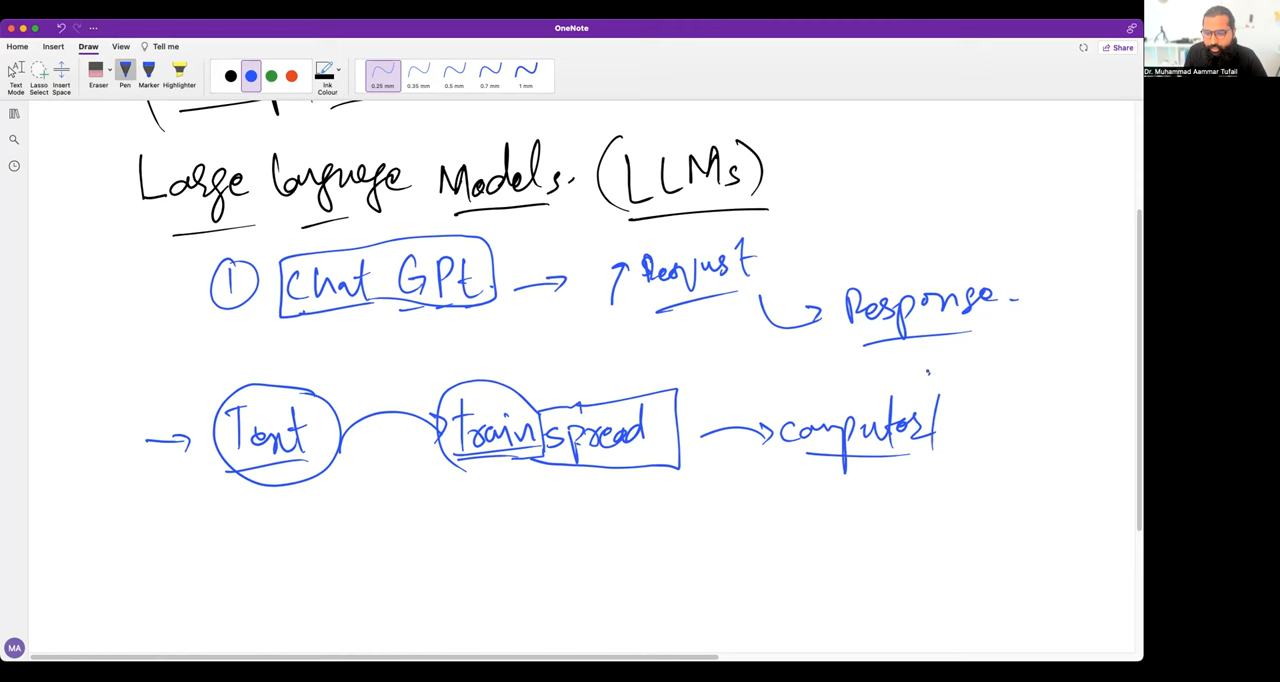 OneNote
Home Insert Draw View Tell me
Share
Text Mode
Lasso Select
Insert Space
Eraser
Pen
Marker
Highlighter
Ink Colour
0.25 mm 0.35 mm 0.5 mm 0.7 mm 1 mm
Dr. Muhammad Aammar Tufail
Large language Models. (LLMs)
① Chat GPt. → ↑ Requst
Response.
→ Text train spread → computer/
MA